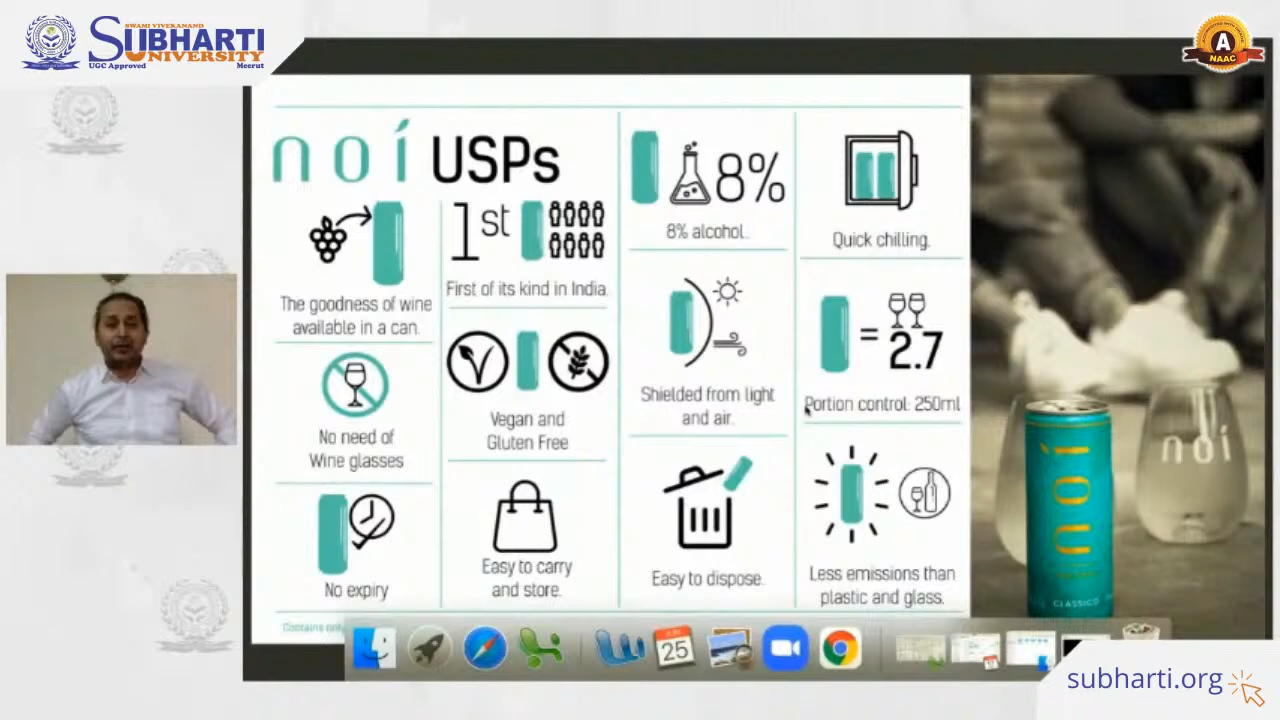 SWAMI VIVEKANAND
SUBHARTI
UNIVERSITY
UGC Approved Meerut
A
NAAC
noí USPs
The goodness of wine
available in a can.
No need of
Wine glasses
No expiry
1st
First of its kind in India.
Vegan and
Gluten Free
Easy to carry
and store.
8%
8% alcohol.
Shielded from light
and air.
Easy to dispose.
Quick chilling.
= 2.7
Portion control: 250ml
Less emissions than
plastic and glass.
noí
noí
CLASSICO
Contains only
JUN
25
subharti.org